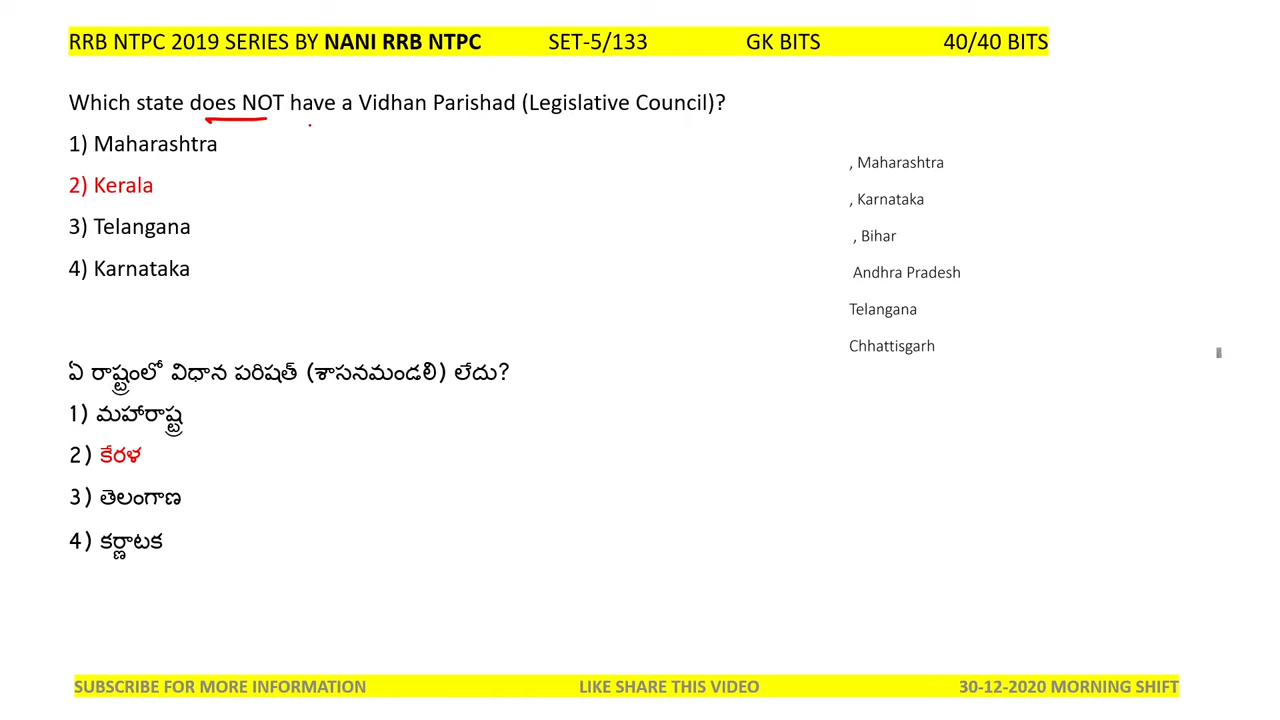 RRB NTPC 2019 SERIES BY NANI RRB NTPC SET-5/133 GK BITS 40/40 BITS
Which state does NOT have a Vidhan Parishad (Legislative Council)?
1) Maharashtra
2) Kerala
3) Telangana
4) Karnataka
, Maharashtra
, Karnataka
, Bihar
Andhra Pradesh
Telangana
Chhattisgarh
ఏ రాష్ట్రంలో విధాన పరిషత్ (శాసనమండలి) లేదు?
1) మహారాష్ట్ర
2) కేరళ
3) తెలంగాణ
4) కర్ణాటక
SUBSCRIBE FOR MORE INFORMATION LIKE SHARE THIS VIDEO 30-12-2020 MORNING SHIFT